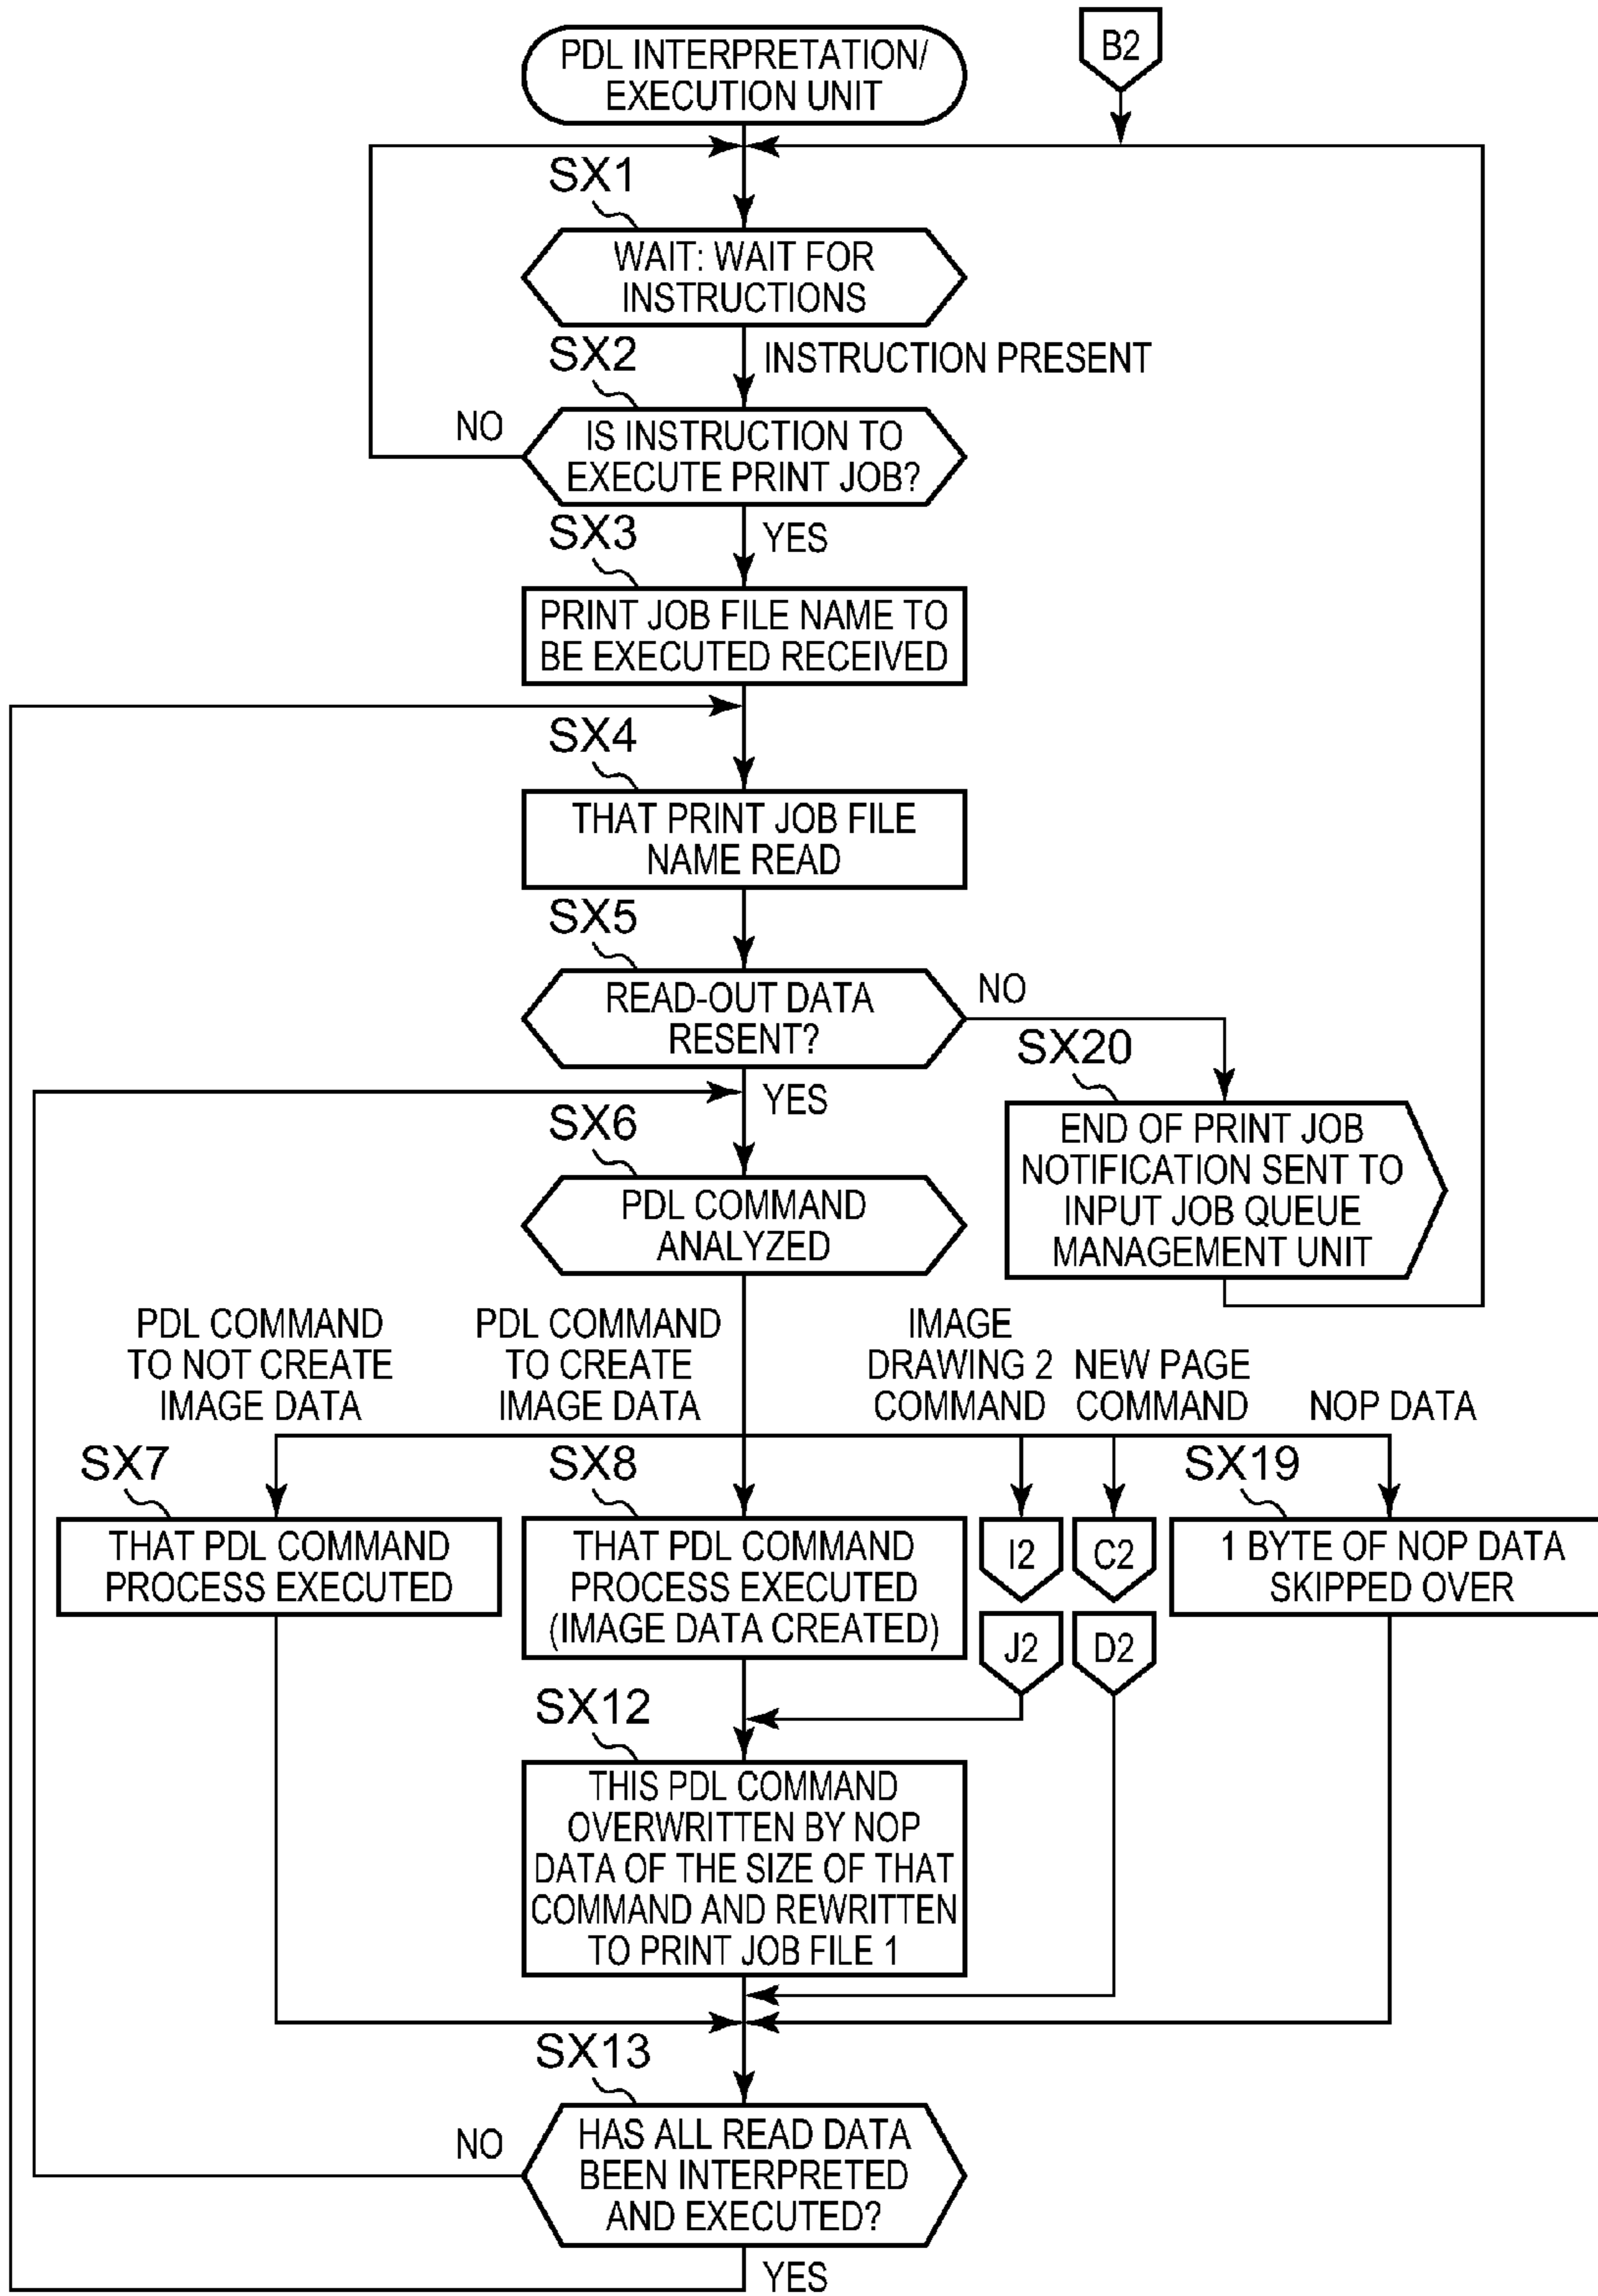 PDL INTERPRETATION/
EXECUTION UNIT
B2
SX1
WAIT: WAIT FOR
INSTRUCTIONS
INSTRUCTION PRESENT
SX2
NO
IS INSTRUCTION TO
EXECUTE PRINT JOB?
YES
SX3
PRINT JOB FILE NAME TO
BE EXECUTED RECEIVED
SX4
THAT PRINT JOB FILE
NAME READ
SX5
READ-OUT DATA
RESENT?
NO
YES
SX20
END OF PRINT JOB
NOTIFICATION SENT TO
INPUT JOB QUEUE
MANAGEMENT UNIT
SX6
PDL COMMAND
ANALYZED
PDL COMMAND
TO NOT CREATE
IMAGE DATA
PDL COMMAND
TO CREATE
IMAGE DATA
IMAGE
DRAWING 2
COMMAND
NEW PAGE
COMMAND
NOP DATA
SX7
THAT PDL COMMAND
PROCESS EXECUTED
SX8
THAT PDL COMMAND
PROCESS EXECUTED
(IMAGE DATA CREATED)
I2
C2
J2
D2
SX19
1 BYTE OF NOP DATA
SKIPPED OVER
SX12
THIS PDL COMMAND
OVERWRITTEN BY NOP
DATA OF THE SIZE OF THAT
COMMAND AND REWRITTEN
TO PRINT JOB FILE 1
SX13
NO
HAS ALL READ DATA
BEEN INTERPRETED
AND EXECUTED?
YES